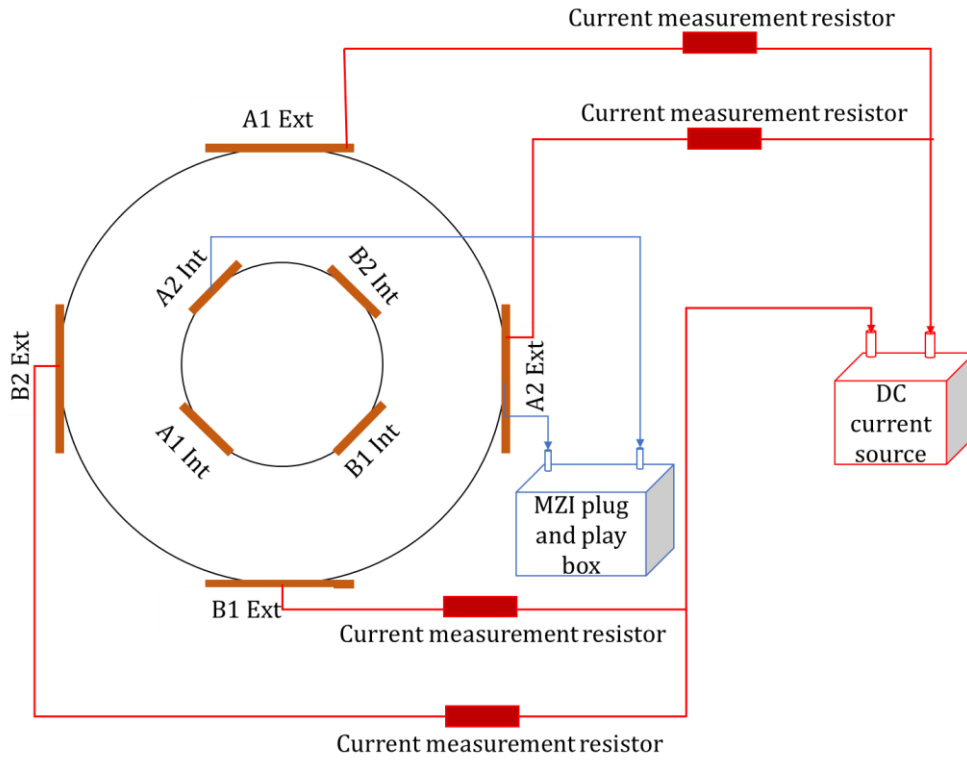 Current measurement resistor
A1 Ext
Current measurement resistor
A2 Int
B2 Int
B2 Ext
A2 Ext
A1 Int
B1 Int
DC
current
source
MZI plug
and play
box
B1 Ext
Current measurement resistor
Current measurement resistor